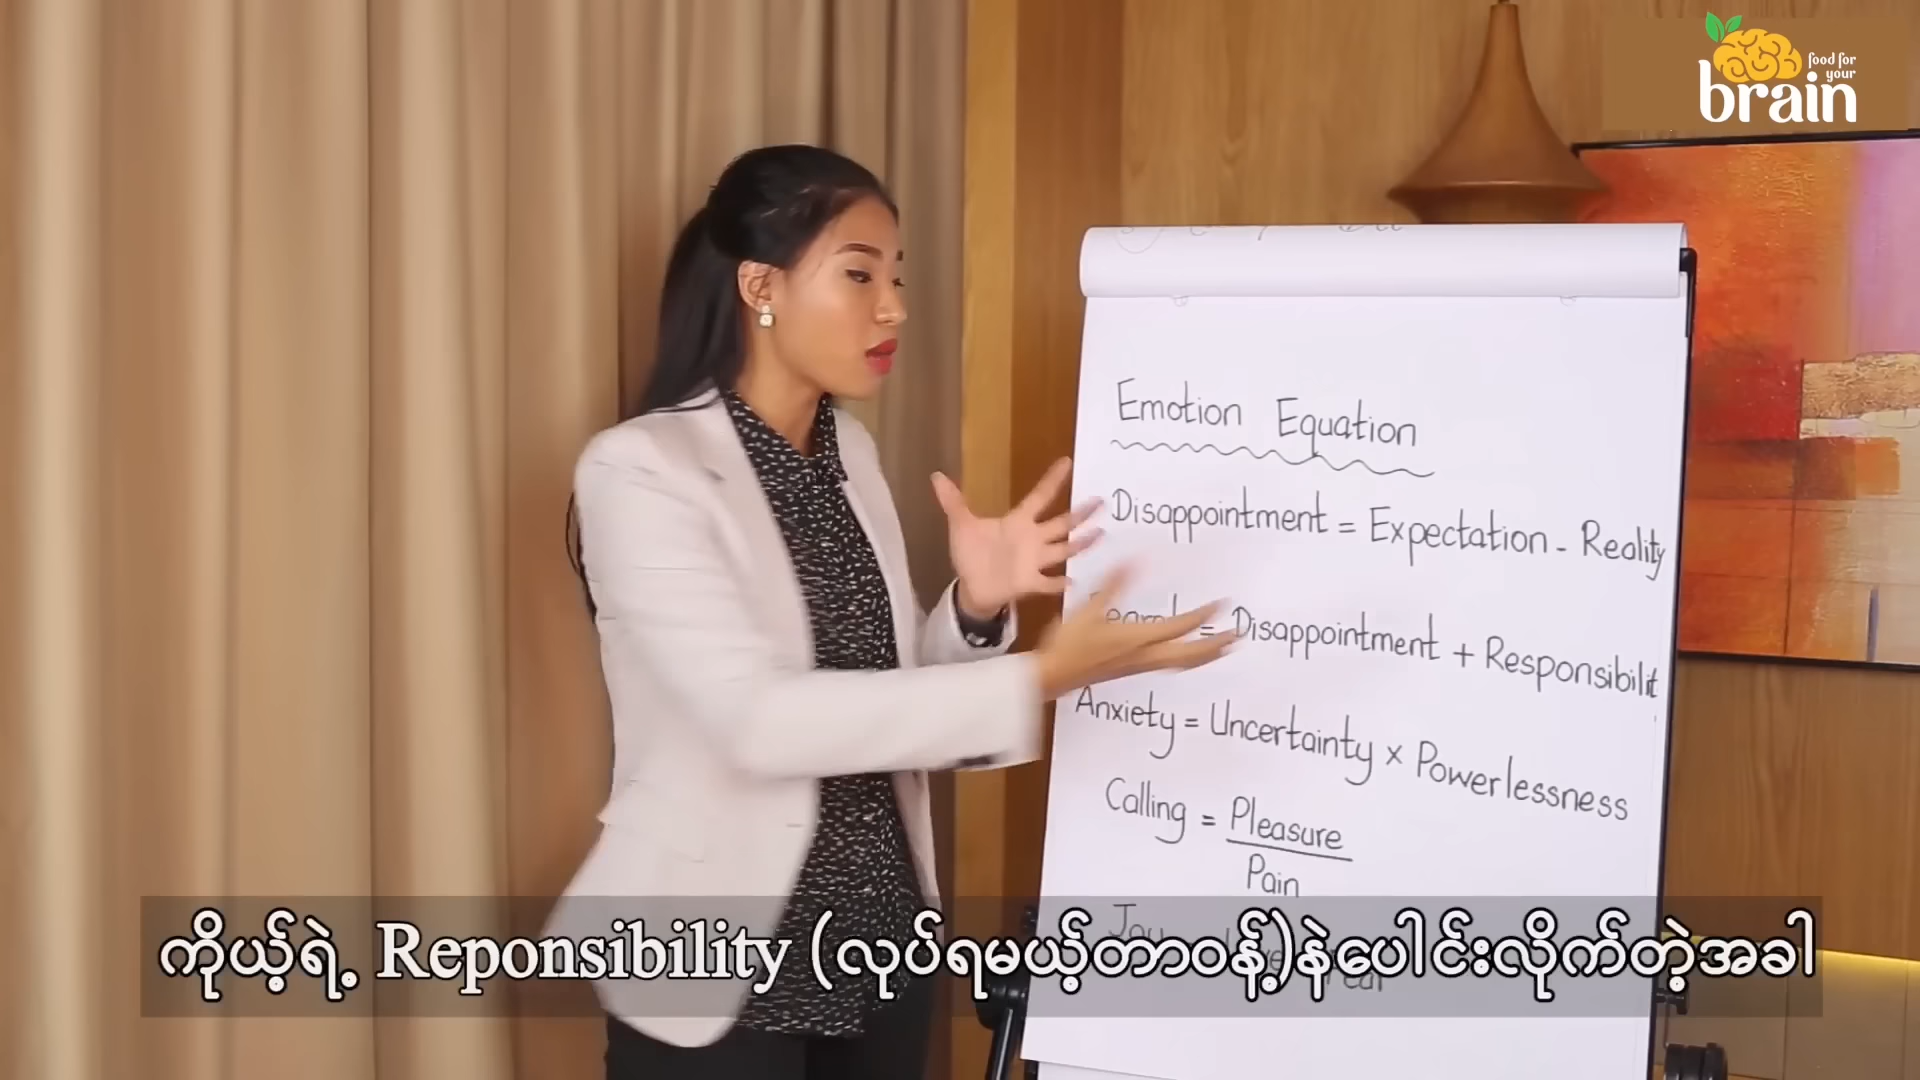 food for
your
brain
Emotion Equation
Disappointment = Expectation - Reality
= Disappointment + Responsibilit
Anxiety = Uncertainty x Powerlessness
Calling = Pleasure
Pain
ကိုယ့်ရဲ့ Reponsibility (လုပ်ရမယ့်တာဝန့်)နဲပေါင်းလိုက်တဲ့အခါ